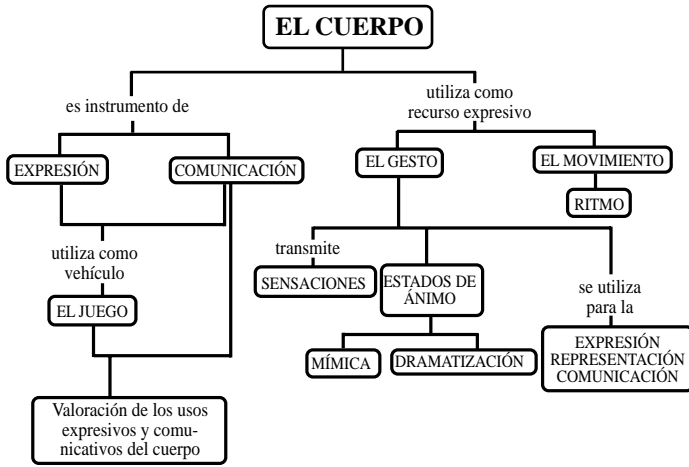 EL CUERPO
es instrumento de
utiliza como
recurso expresivo
EXPRESIÓN
COMUNICACIÓN
EL GESTO
EL MOVIMIENTO
RITMO
utiliza como
vehículo
transmite
SENSACIONES
ESTADOS DE
ÁNIMO
se utiliza
para la
EL JUEGO
MÍMICA
DRAMATIZACIÓN
EXPRESIÓN
REPRESENTACIÓN
COMUNICACIÓN
Valoración de los usos
expresivos y comu-
nicativos del cuerpo